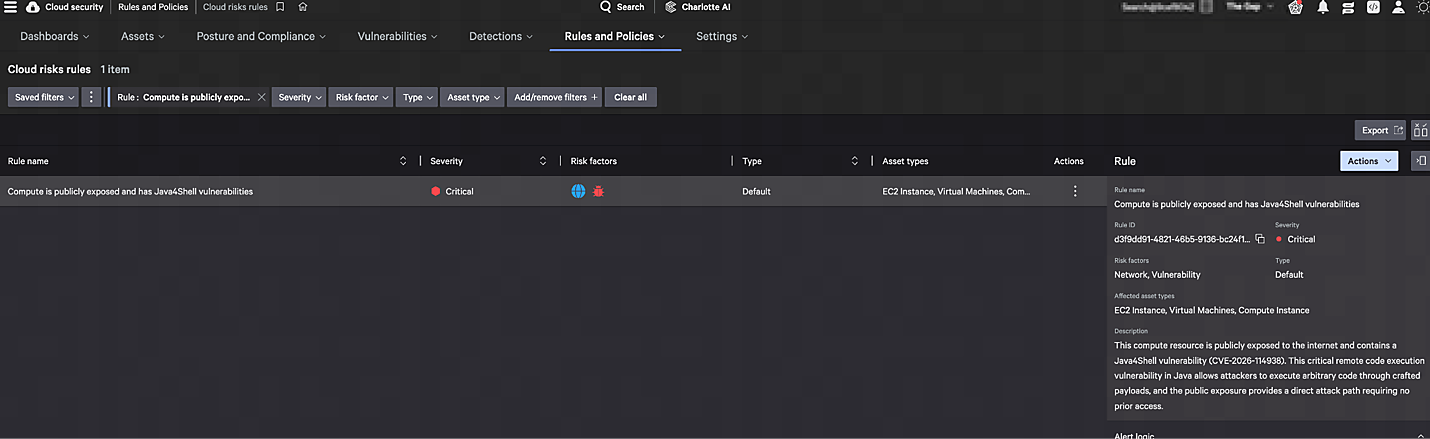 Cloud security Rules and Policies Cloud risks rules Search Charlotte AI
Dashboards Assets Posture and Compliance Vulnerabilities Detections Rules and Policies Settings
Cloud risks rules 1 item
Saved filters Rule : Compute is publicly expo... Severity Risk factor Type Asset type Add/remove filters + Clear all
Export
Rule name Severity Risk factors Type Asset types Actions
Compute is publicly exposed and has Java4Shell vulnerabilities Critical Default EC2 Instance, Virtual Machines, Com...
Rule Actions
Rule name
Compute is publicly exposed and has Java4Shell vulnerabilities
Rule ID Severity
d3f9dd91-4821-46b5-9136-bc24f1... Critical
Risk factors Type
Network, Vulnerability Default
Affected asset types
EC2 Instance, Virtual Machines, Compute Instance
Description
This compute resource is publicly exposed to the internet and contains a
Java4Shell vulnerability (CVE-2026-114938). This critical remote code execution
vulnerability in Java allows attackers to execute arbitrary code through crafted
payloads, and the public exposure provides a direct attack path requiring no
prior access.
Alert logic